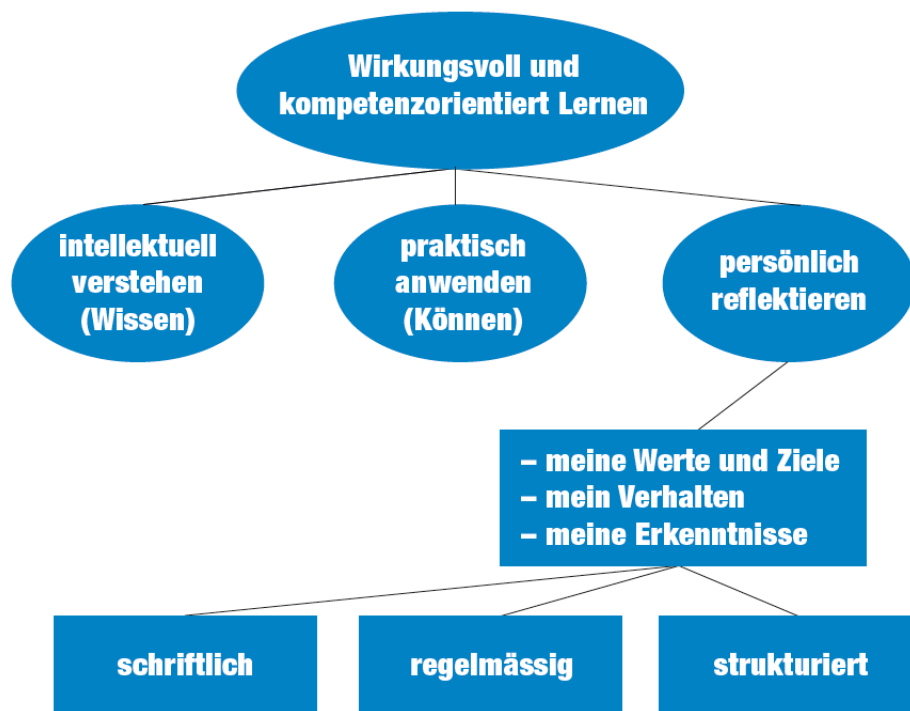 Wirkungsvoll und
kompetenzorientiert Lernen
intellektuell
verstehen
(Wissen)
praktisch
anwenden
(Können)
persönlich
reflektieren
– meine Werte und Ziele
– mein Verhalten
– meine Erkenntnisse
schriftlich
regelmässig
strukturiert